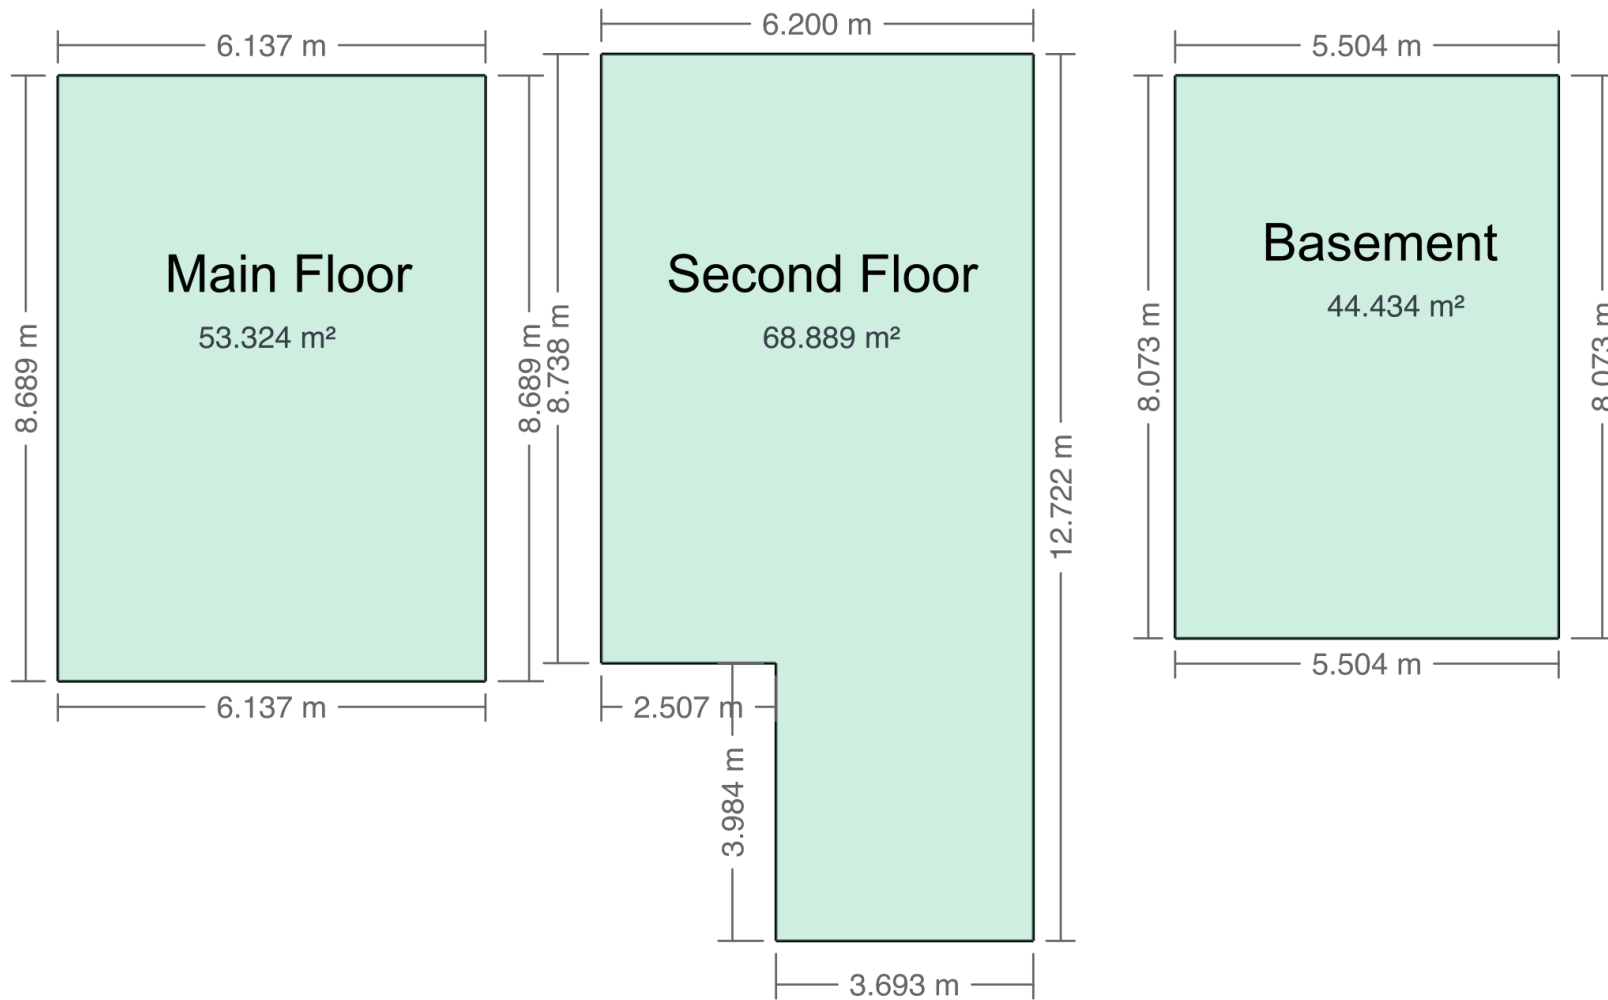 6.137 m
6.200 m
5.504 m
Main Floor
53.324 m²
8.689 m
8.689 m
6.137 m
Second Floor
68.889 m²
8.738 m
12.722 m
2.507 m
3.984 m
3.693 m
Basement
44.434 m²
8.073 m
8.073 m
5.504 m